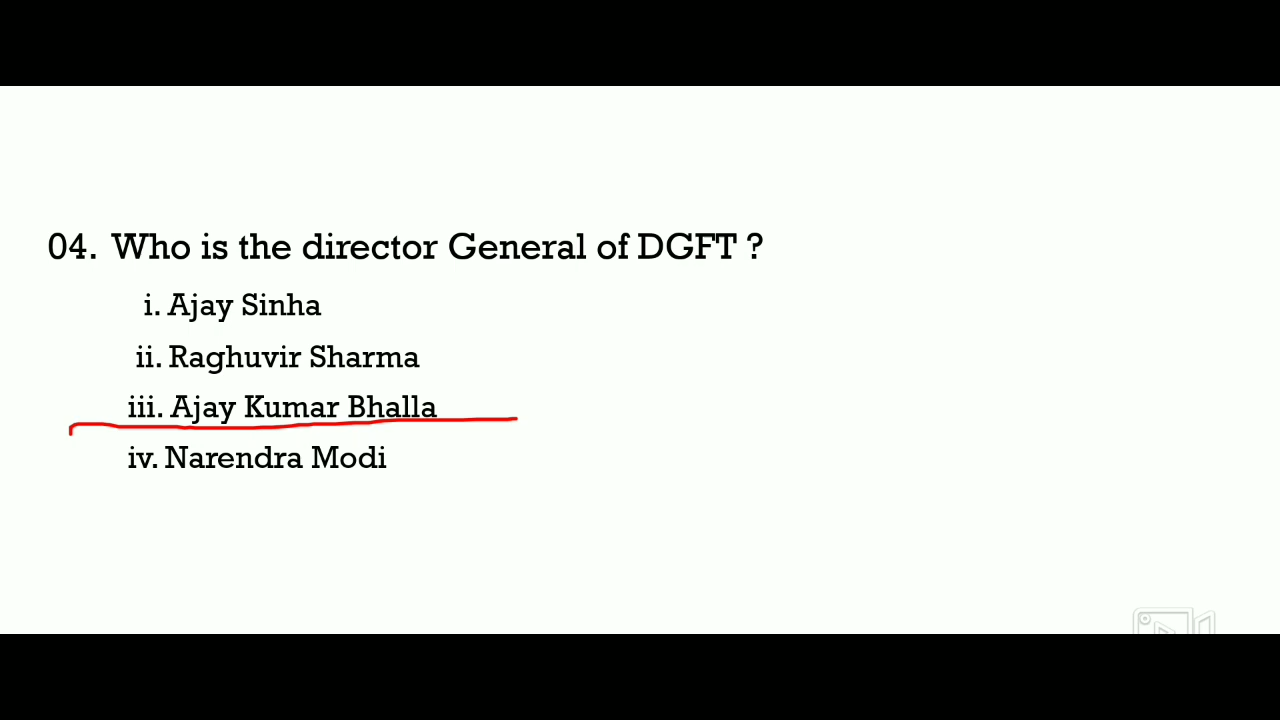 04. Who is the director General of DGFT ?
i. Ajay Sinha
ii. Raghuvir Sharma
iii. Ajay Kumar Bhalla
iv. Narendra Modi